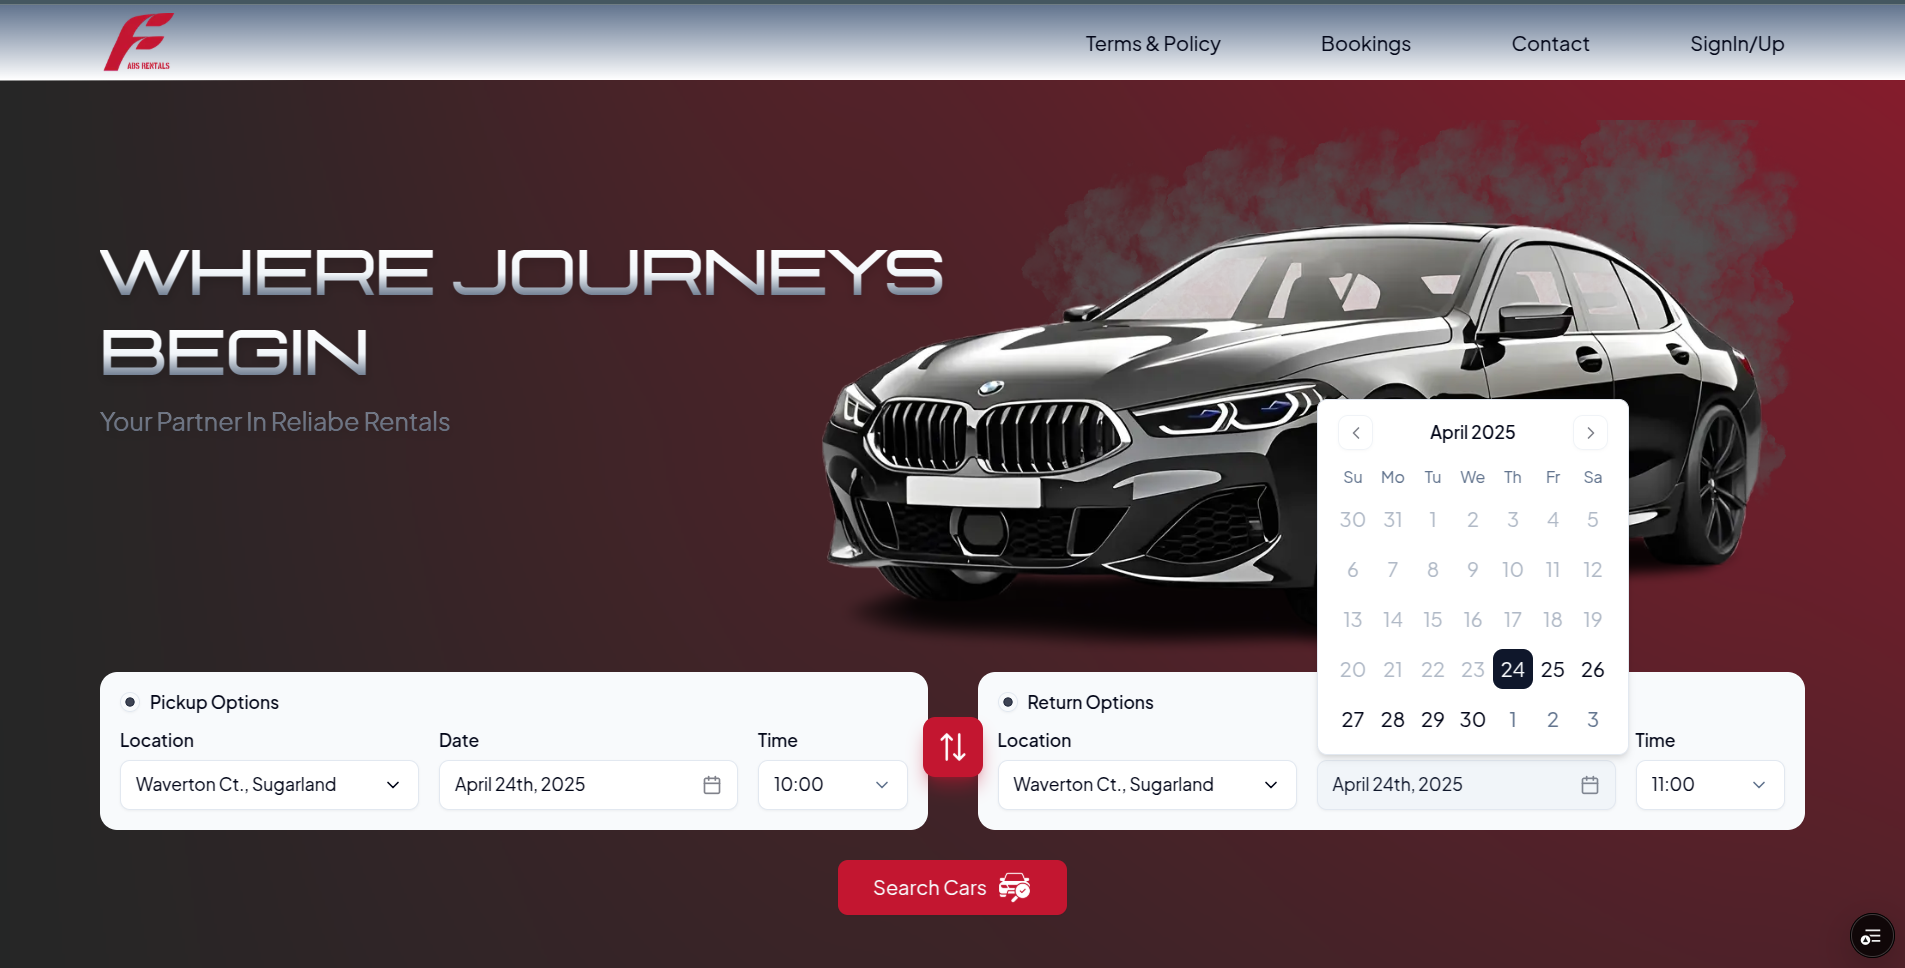 F
ABS RENTALS
Terms & Policy
Bookings
Contact
SignIn/Up
WHERE JOURNEYS
BEGIN
Your Partner In Reliabe Rentals
April 2025
Su Mo Tu We Th Fr Sa
30 31 1 2 3 4 5
6 7 8 9 10 11 12
13 14 15 16 17 18 19
20 21 22 23 24 25 26
27 28 29 30 1 2 3
Pickup Options
Location
Date
Time
Waverton Ct., Sugarland
April 24th, 2025
10:00
Return Options
Location
Time
Waverton Ct., Sugarland
April 24th, 2025
11:00
Search Cars